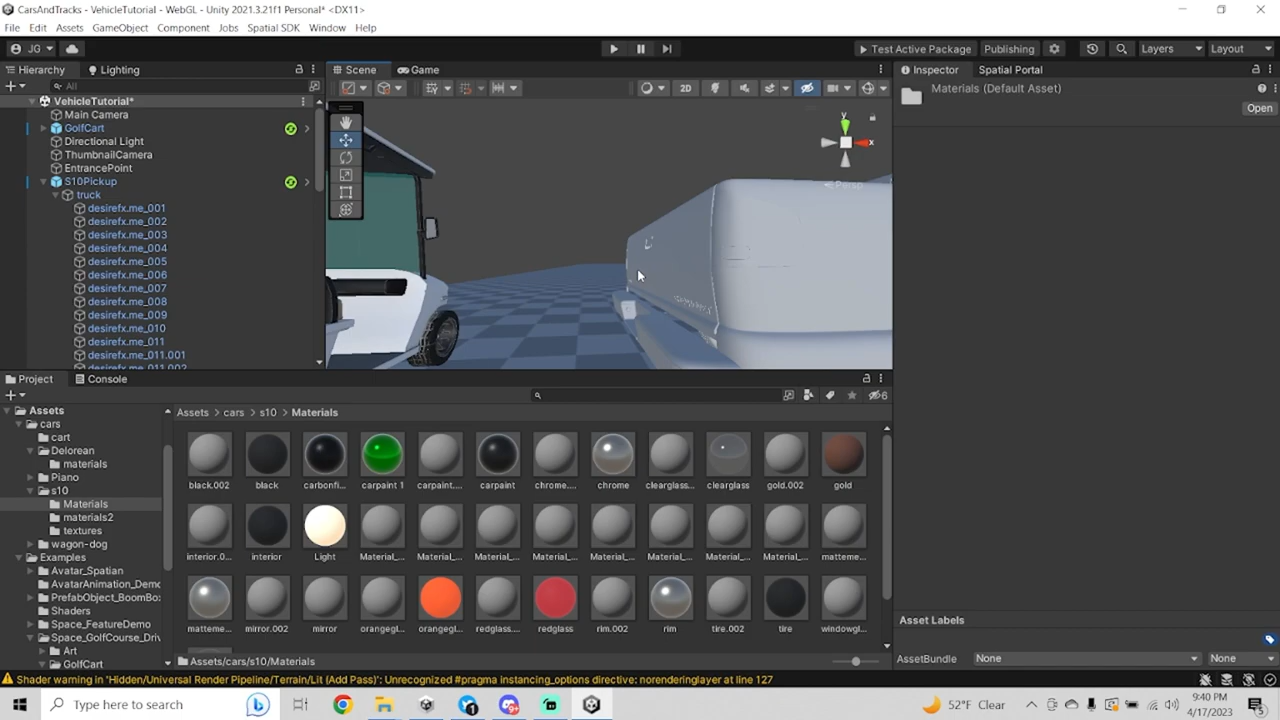 CarsAndTracks - VehicleTutorial - WebGL - Unity 2021.3.21f1 Personal* <DX11>
File Edit Assets GameObject Component Jobs Spatial SDK Window Help
JG Test Active Package Publishing Layers Layout
Hierarchy Lighting Scene Game Inspector Spatial Portal
All 2D
Materials (Default Asset)
Open
VehicleTutorial*
Main Camera
GolfCart
Directional Light
ThumbnailCamera
EntrancePoint
S10Pickup
truck
desirefx.me_001
desirefx.me_002
desirefx.me_003
desirefx.me_004
desirefx.me_005
desirefx.me_006
desirefx.me_007
desirefx.me_008
desirefx.me_009
desirefx.me_010
desirefx.me_011
desirefx.me_011.001
desirefx.me_011.002
y
x
Persp
Project Console
6
Assets
cars
cart
Delorean
materials
Piano
s10
Materials
materials2
textures
wagon-dog
Examples
Avatar_Spatian
AvatarAnimation_Demo
PrefabObject_BoomBo
Shaders
Space_FeatureDemo
Space_GolfCourse_Driv
Art
GolfCart
Assets > cars > s10 > Materials
black.002 black carbonfi... carpaint 1 carpaint.... carpaint chrome.... chrome clearglass... clearglass gold.002 gold
interior.0... interior Light Material_... Material_... Material_... Material_... Material_... Material_... Material_... Material_... matteme...
matteme... mirror.002 mirror orangegl... orangegl... redglass.... redglass rim.002 rim tire.002 tire windowgl...
Assets/cars/s10/Materials
Asset Labels
AssetBundle None None
Shader warning in 'Hidden/Universal Render Pipeline/Terrain/Lit (Add Pass)': Unrecognized #pragma instancing_options directive: norenderinglayer at line 127
Type here to search
52°F Clear
9:40 PM
4/17/2023